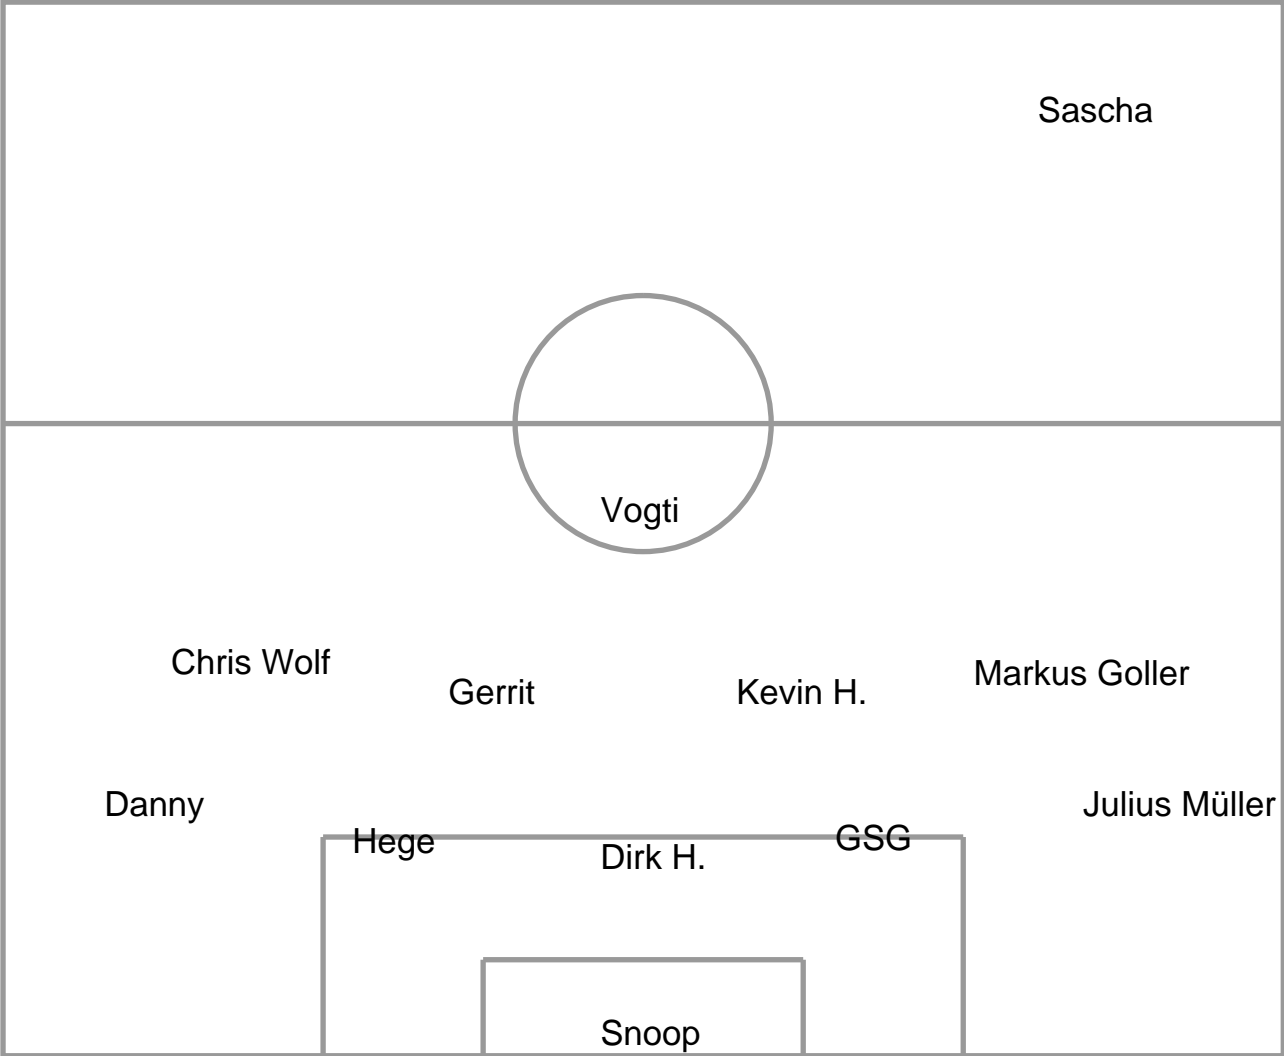 Sascha
Vogti
Chris Wolf
Gerrit
Kevin H.
Markus Goller
Danny
Hege
Dirk H.
GSG
Julius Müller
Snoop